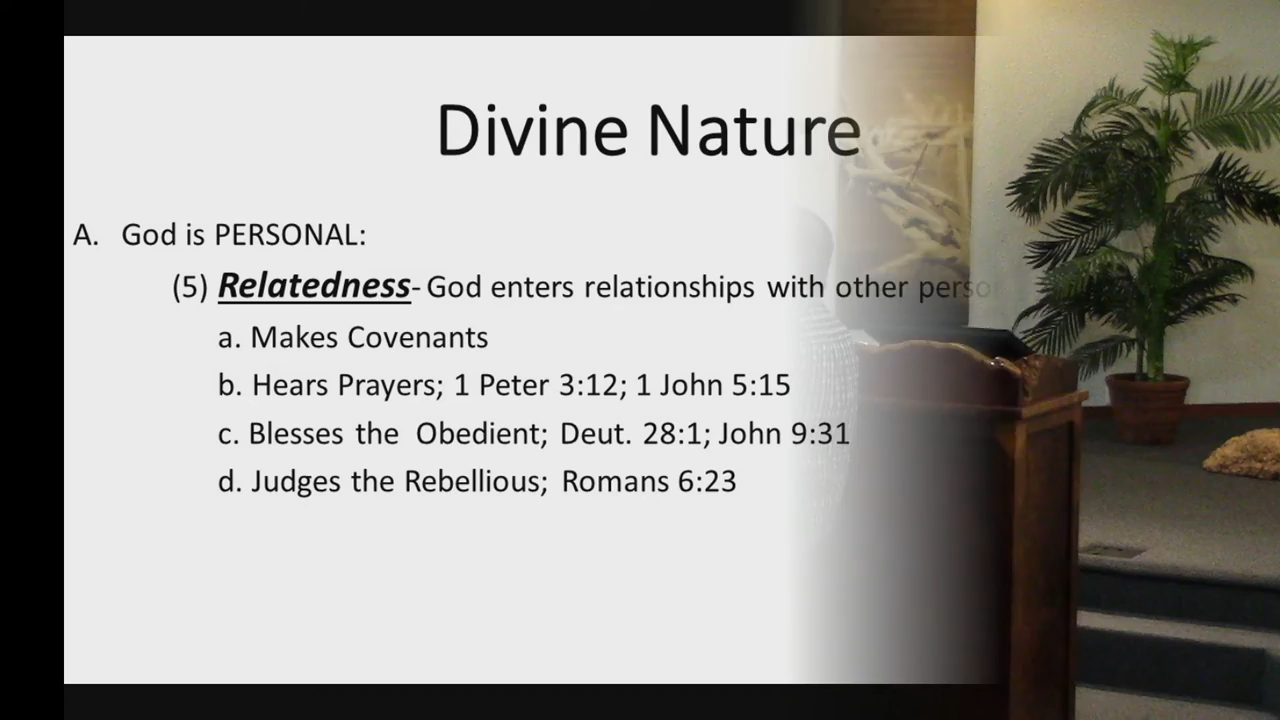 Divine Nature
A. God is PERSONAL:
(5) Relatedness- God enters relationships with other
a. Makes Covenants
b. Hears Prayers; 1 Peter 3:12; 1 John 5:15
c. Blesses the Obedient; Deut. 28:1; John 9:31
d. Judges the Rebellious; Romans 6:23